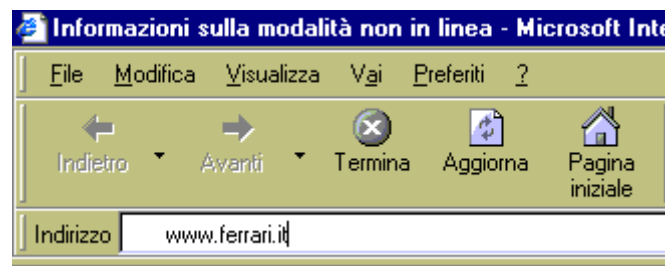 Informazioni sulla modalità non in linea - Microsoft Inte
File Modifica Visualizza Vai Preferiti ?
Indietro Avanti Termina Aggiorna Pagina iniziale
Indirizzo www.ferrari.it